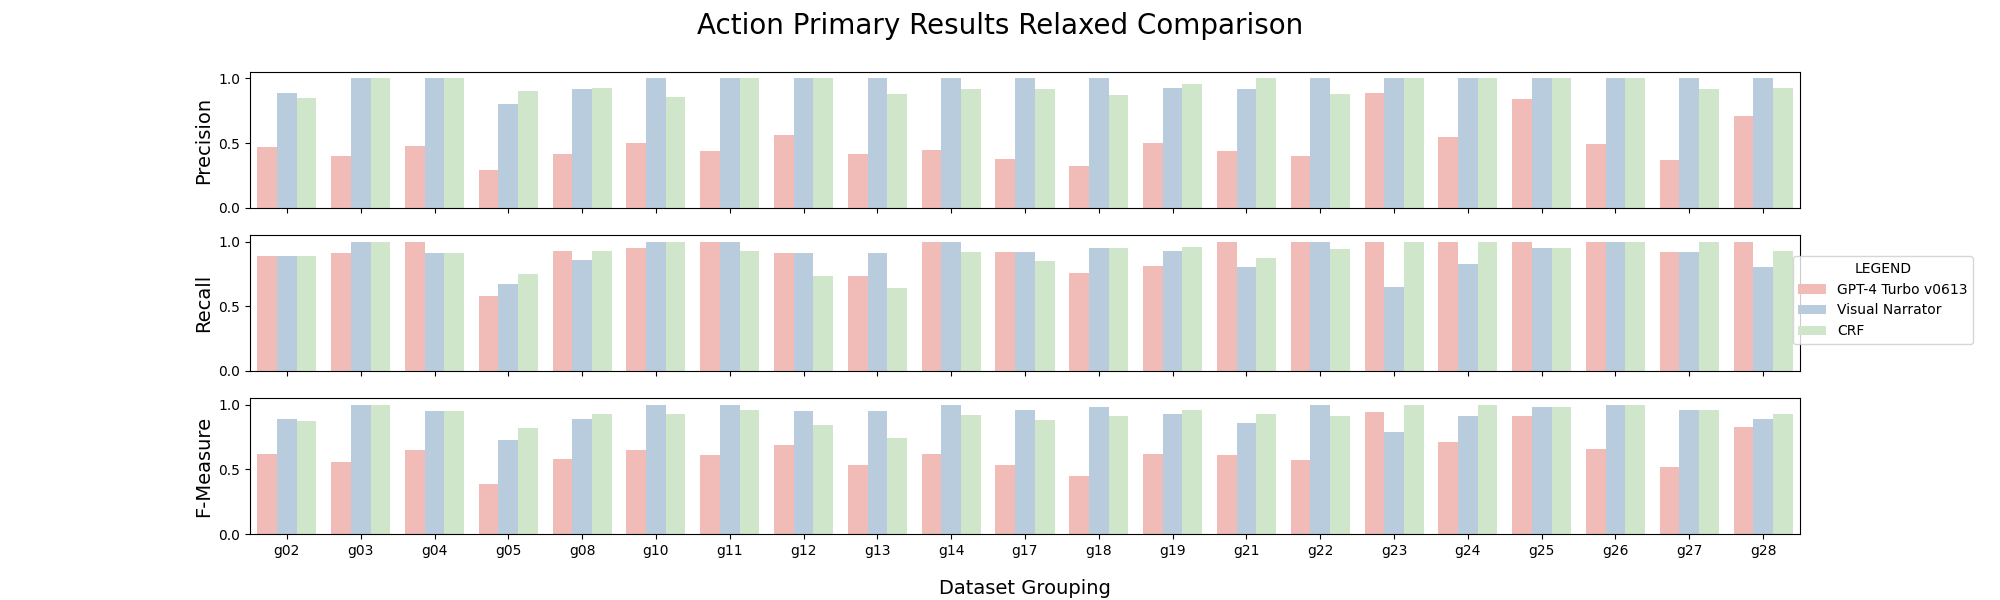 Action Primary Results Relaxed Comparison
Precision
1.0
0.5
0.0
Recall
1.0
0.5
0.0
LEGEND
GPT-4 Turbo v0613
Visual Narrator
CRF
F-Measure
1.0
0.5
0.0
g02 g03 g04 g05 g08 g10 g11 g12 g13 g14 g17 g18 g19 g21 g22 g23 g24 g25 g26 g27 g28
Dataset Grouping